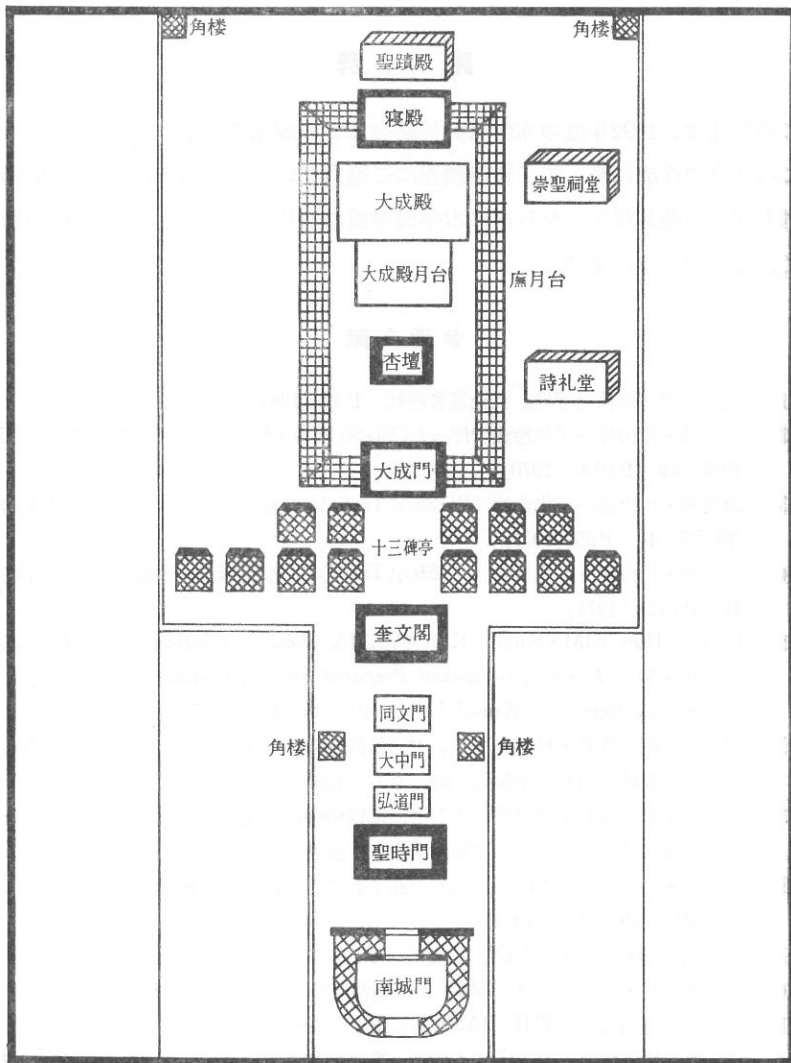 角楼
角楼
聖蹟殿
寝殿
大成殿
崇聖祠堂
大成殿月台
廡月台
杏壇
詩礼堂
大成門
十三碑亭
奎文閣
同文門
角楼
角楼
大中門
弘道門
聖時門
南城門